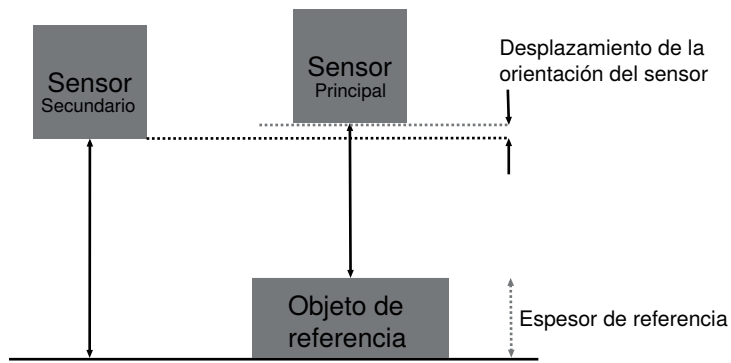 Sensor
Secundario
Sensor
Principal
Desplazamiento de la
orientación del sensor
Objeto de
referencia
Espesor de referencia